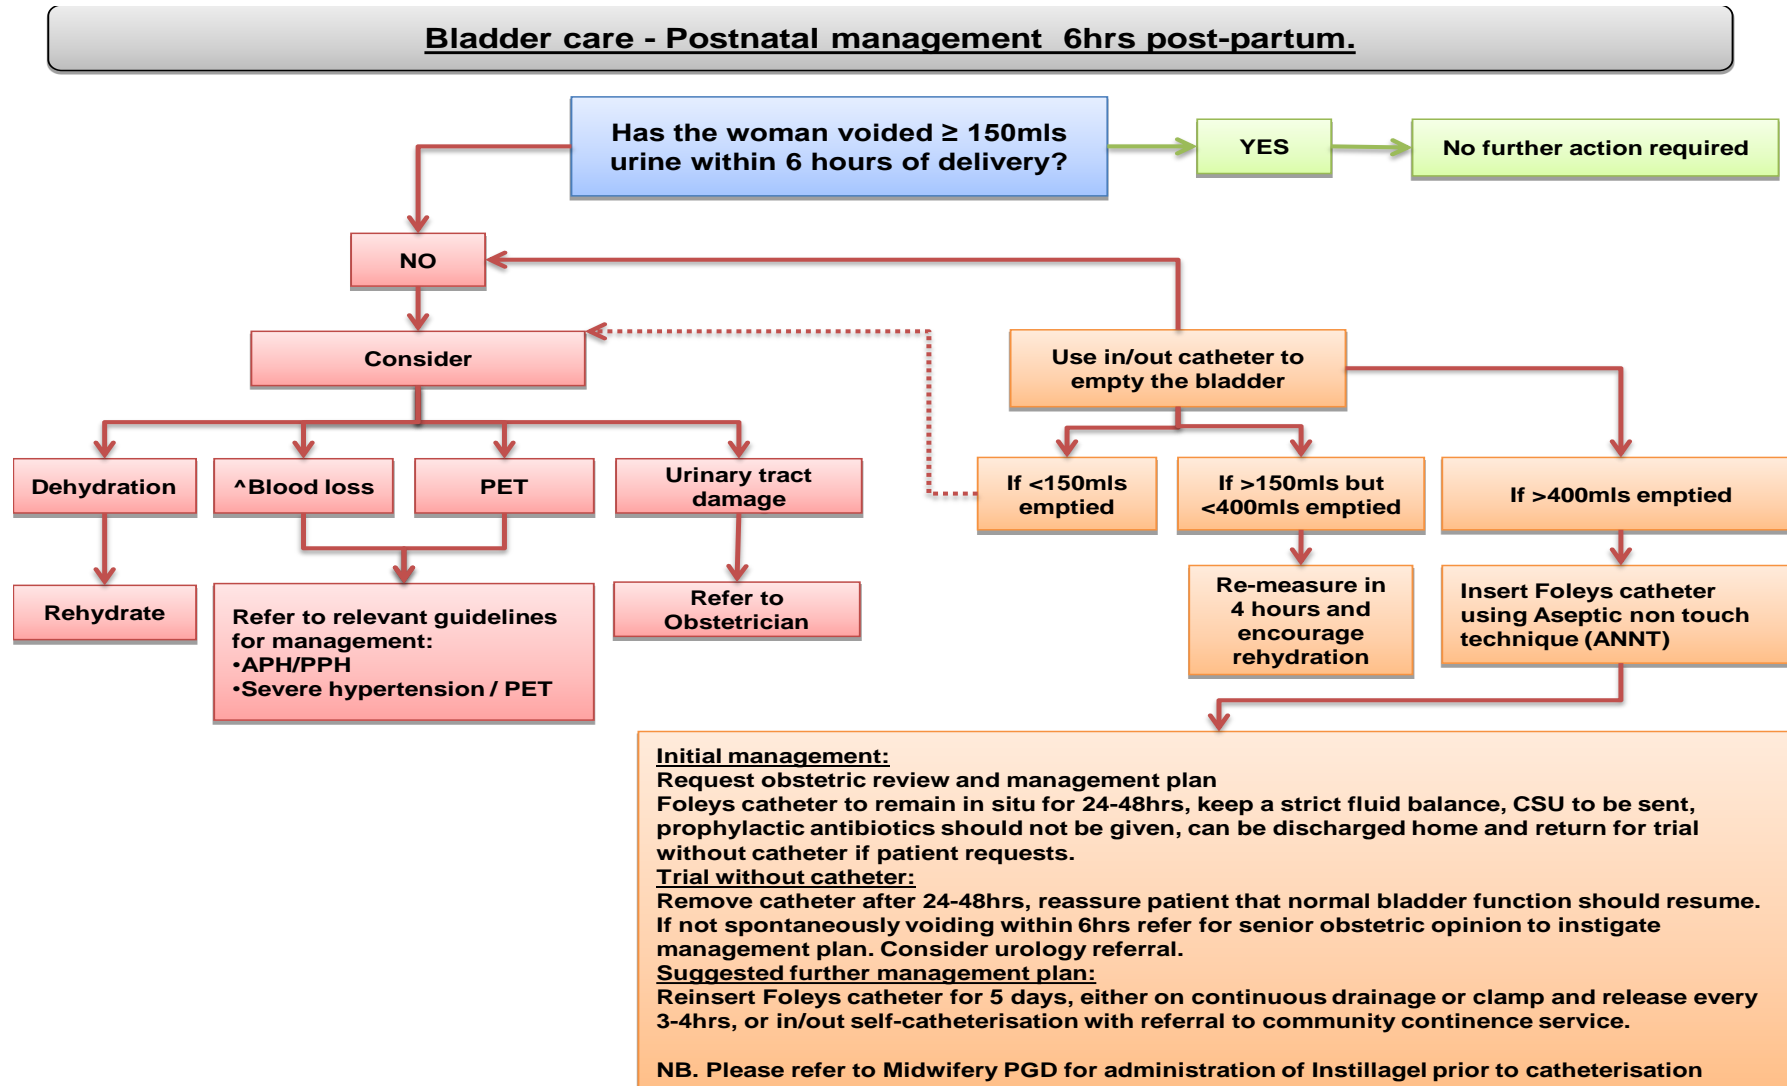 Bladder care - Postnatal management  6hrs post-partum.
Has the woman voided ≥ 150mls
urine within 6 hours of delivery?
YES
No further action required
NO
Consider
Use in/out catheter to
empty the bladder
Dehydration
^Blood loss
PET
Urinary tract
damage
If <150mls
emptied
If >150mls but
<400mls emptied
If >400mls emptied
Rehydrate
Refer to relevant guidelines
for management:
•APH/PPH
•Severe hypertension / PET
Refer to
Obstetrician
Re-measure in
4 hours and
encourage
rehydration
Insert Foleys catheter
using Aseptic non touch
technique (ANNT)
Initial management:
Request obstetric review and management plan
Foleys catheter to remain in situ for 24-48hrs, keep a strict fluid balance, CSU to be sent,
prophylactic antibiotics should not be given, can be discharged home and return for trial
without catheter if patient requests.
Trial without catheter:
Remove catheter after 24-48hrs, reassure patient that normal bladder function should resume.
If not spontaneously voiding within 6hrs refer for senior obstetric opinion to instigate
management plan. Consider urology referral.
Suggested further management plan:
Reinsert Foleys catheter for 5 days, either on continuous drainage or clamp and release every
3-4hrs, or in/out self-catheterisation with referral to community continence service.
NB. Please refer to Midwifery PGD for administration of Instillagel prior to catheterisation